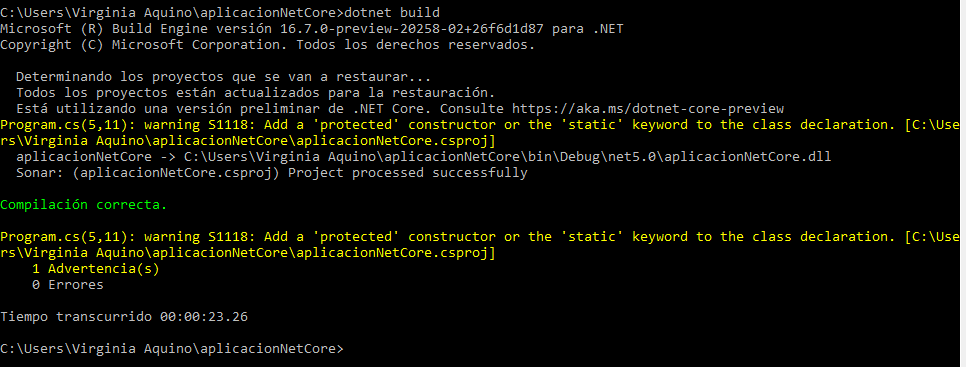 C:\Users\Virginia Aquino\aplicacionNetCore>dotnet build
Microsoft (R) Build Engine versión 16.7.0-preview-20258-02+26f6d1d87 para .NET
Copyright (C) Microsoft Corporation. Todos los derechos reservados.
Determinando los proyectos que se van a restaurar...
Todos los proyectos están actualizados para la restauración.
Está utilizando una versión preliminar de .NET Core. Consulte https://aka.ms/dotnet-core-preview
Program.cs(5,11): warning S1118: Add a 'protected' constructor or the 'static' keyword to the class declaration. [C:\Use
rs\Virginia Aquino\aplicacionNetCore\aplicacionNetCore.csproj]
aplicacionNetCore -> C:\Users\Virginia Aquino\aplicacionNetCore\bin\Debug\net5.0\aplicacionNetCore.dll
Sonar: (aplicacionNetCore.csproj) Project processed successfully
Compilación correcta.
Program.cs(5,11): warning S1118: Add a 'protected' constructor or the 'static' keyword to the class declaration. [C:\Use
rs\Virginia Aquino\aplicacionNetCore\aplicacionNetCore.csproj]
1 Advertencia(s)
0 Errores
Tiempo transcurrido 00:00:23.26
C:\Users\Virginia Aquino\aplicacionNetCore>